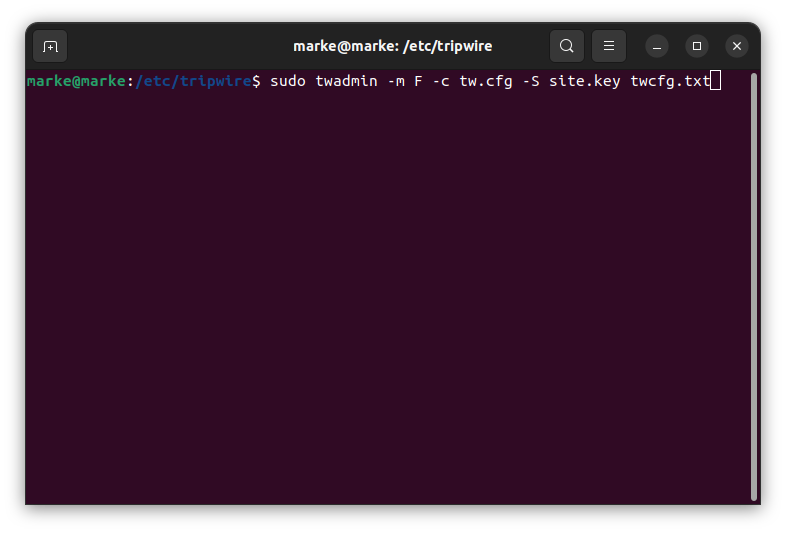 marke@marke: /etc/tripwire
marke@marke:/etc/tripwire$ sudo twadmin -m F -c tw.cfg -S site.key twcfg.txt